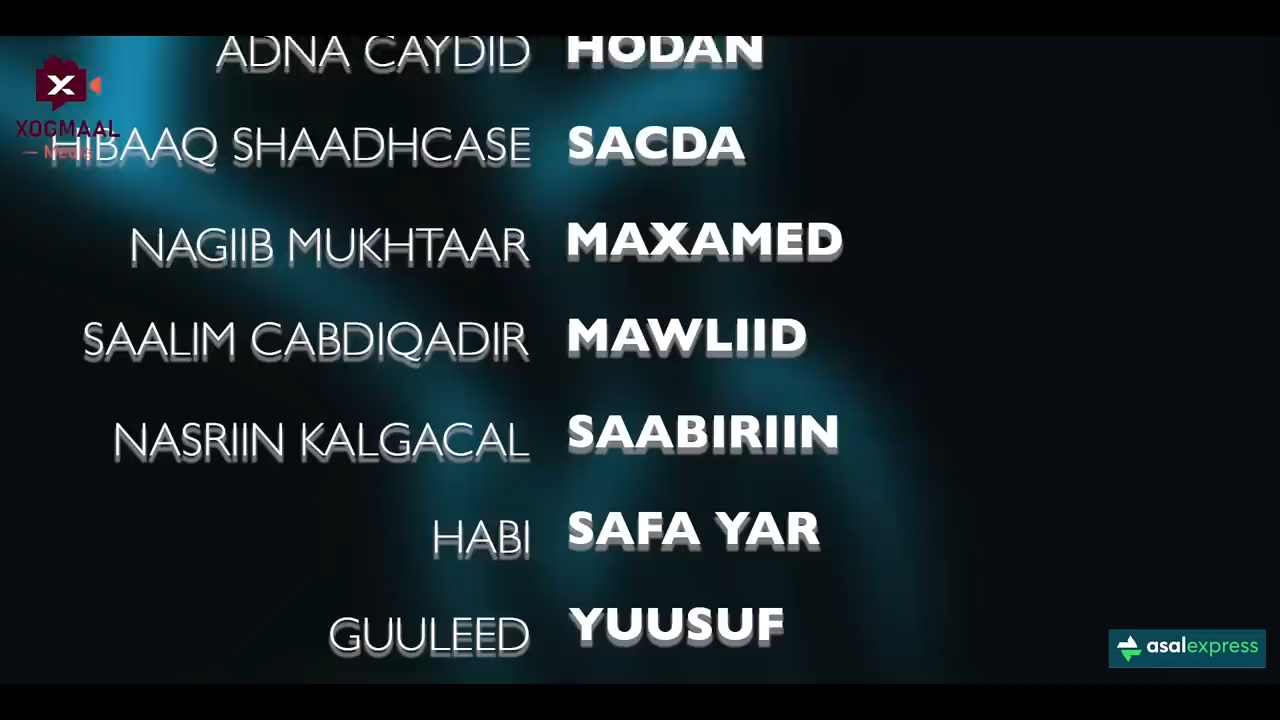 ADNA CAYDID HODAN
XOGMAAL
Media
HIBAAQ SHAADHCASE SACDA
NAGIIB MUKHTAAR MAXAMED
SAALIM CABDIQADIR MAWLIID
NASRIIN KALGACAL SAABIRIIN
HABI SAFA YAR
GUULEED YUUSUF
asalexpress